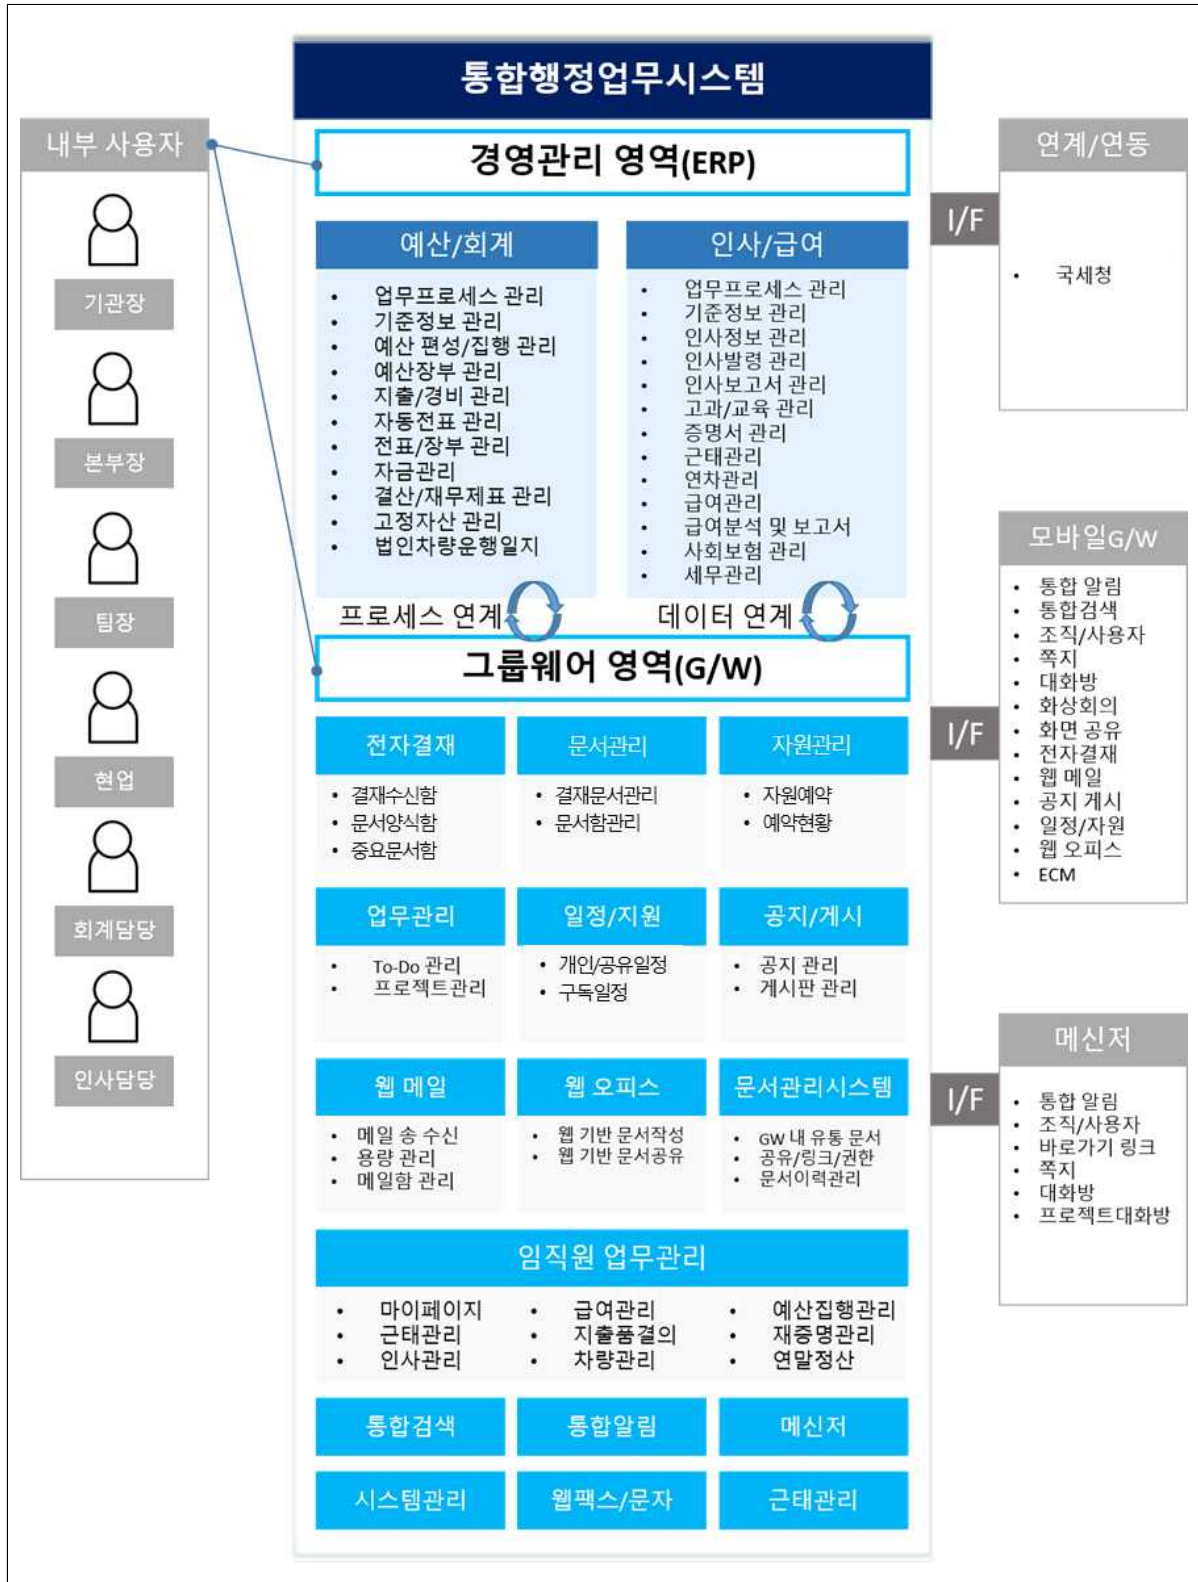 통합행정업무시스템
내부 사용자
기관장
본부장
팀장
현업
회계담당
인사담당
경영관리 영역(ERP)
예산/회계
• 업무프로세스 관리
• 기준정보 관리
• 예산 편성/집행 관리
• 예산장부 관리
• 지출/경비 관리
• 자동전표 관리
• 전표/장부 관리
• 자금관리
• 결산/재무제표 관리
• 고정자산 관리
• 법인차량운행일지
인사/급여
• 업무프로세스 관리
• 기준정보 관리
• 인사정보 관리
• 인사발령 관리
• 인사보고서 관리
• 고과/교육 관리
• 증명서 관리
• 근태관리
• 연차관리
• 급여관리
• 급여분석 및 보고서
• 사회보험 관리
• 세무관리
프로세스 연계
데이터 연계
그룹웨어 영역(G/W)
전자결재
• 결재수신함
• 문서양식함
• 중요문서함
문서관리
• 결재문서관리
• 문서함관리
자원관리
• 자원예약
• 예약현황
업무관리
• To-Do 관리
• 프로젝트관리
일정/지원
• 개인/공유일정
• 구독일정
공지/게시
• 공지 관리
• 게시판 관리
웹 메일
• 메일 송 수신
• 용량 관리
• 메일함 관리
웹 오피스
• 웹 기반 문서작성
• 웹 기반 문서공유
문서관리시스템
• GW 내 유통 문서
• 공유/링크/권한
• 문서이력관리
임직원 업무관리
• 마이페이지
• 근태관리
• 인사관리
• 급여관리
• 지출품결의
• 차량관리
• 예산집행관리
• 재증명관리
• 연말정산
통합검색
통합알림
메신저
시스템관리
웹팩스/문자
근태관리
I/F
연계/연동
• 국세청
I/F
모바일G/W
• 통합 알림
• 통합검색
• 조직/사용자
• 쪽지
• 대화방
• 화상회의
• 화면 공유
• 전자결재
• 웹 메일
• 공지 게시
• 일정/자원
• 웹 오피스
• ECM
I/F
메신저
• 통합 알림
• 조직/사용자
• 바로가기 링크
• 쪽지
• 대화방
• 프로젝트대화방